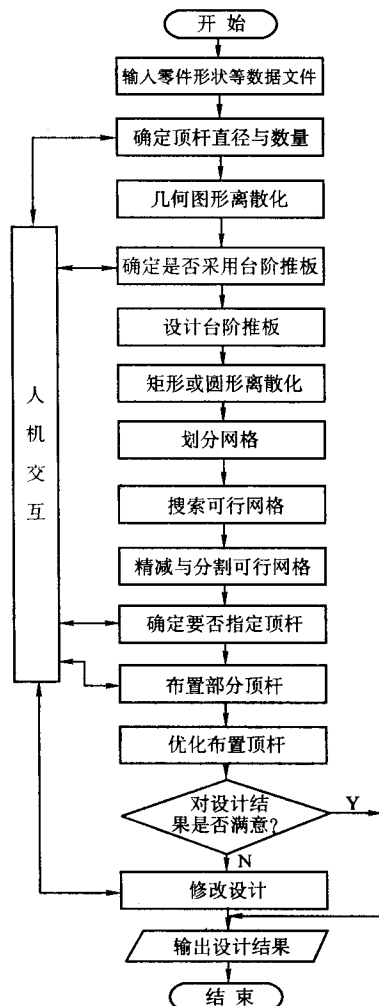 开 始
输入零件形状等数据文件
确定顶杆直径与数量
几何图形离散化
确定是否采用台阶推板
设计台阶推板
矩形或圆形离散化
划分网格
搜索可行网格
精减与分割可行网格
确定要否指定顶杆
布置部分顶杆
优化布置顶杆
对设计结
果是否满意?
Y
N
修改设计
输出设计结果
结 束
人
机
交
互